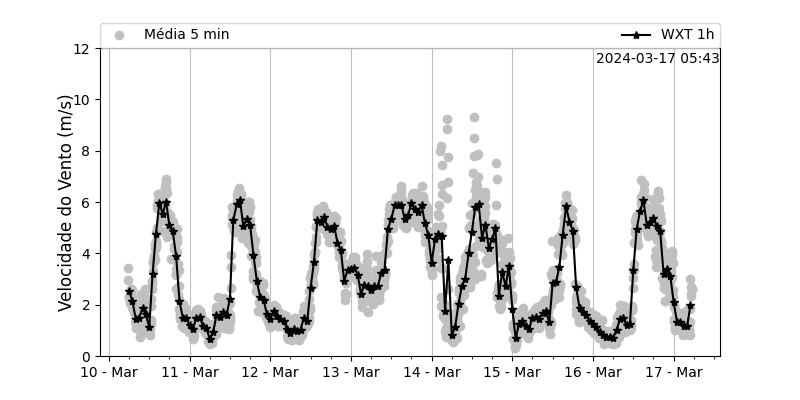 Média 5 min
WXT 1h
2024-03-17 05:43
Velocidade do Vento (m/s)
12
10
8
6
4
2
0
10 - Mar
11 - Mar
12 - Mar
13 - Mar
14 - Mar
15 - Mar
16 - Mar
17 - Mar